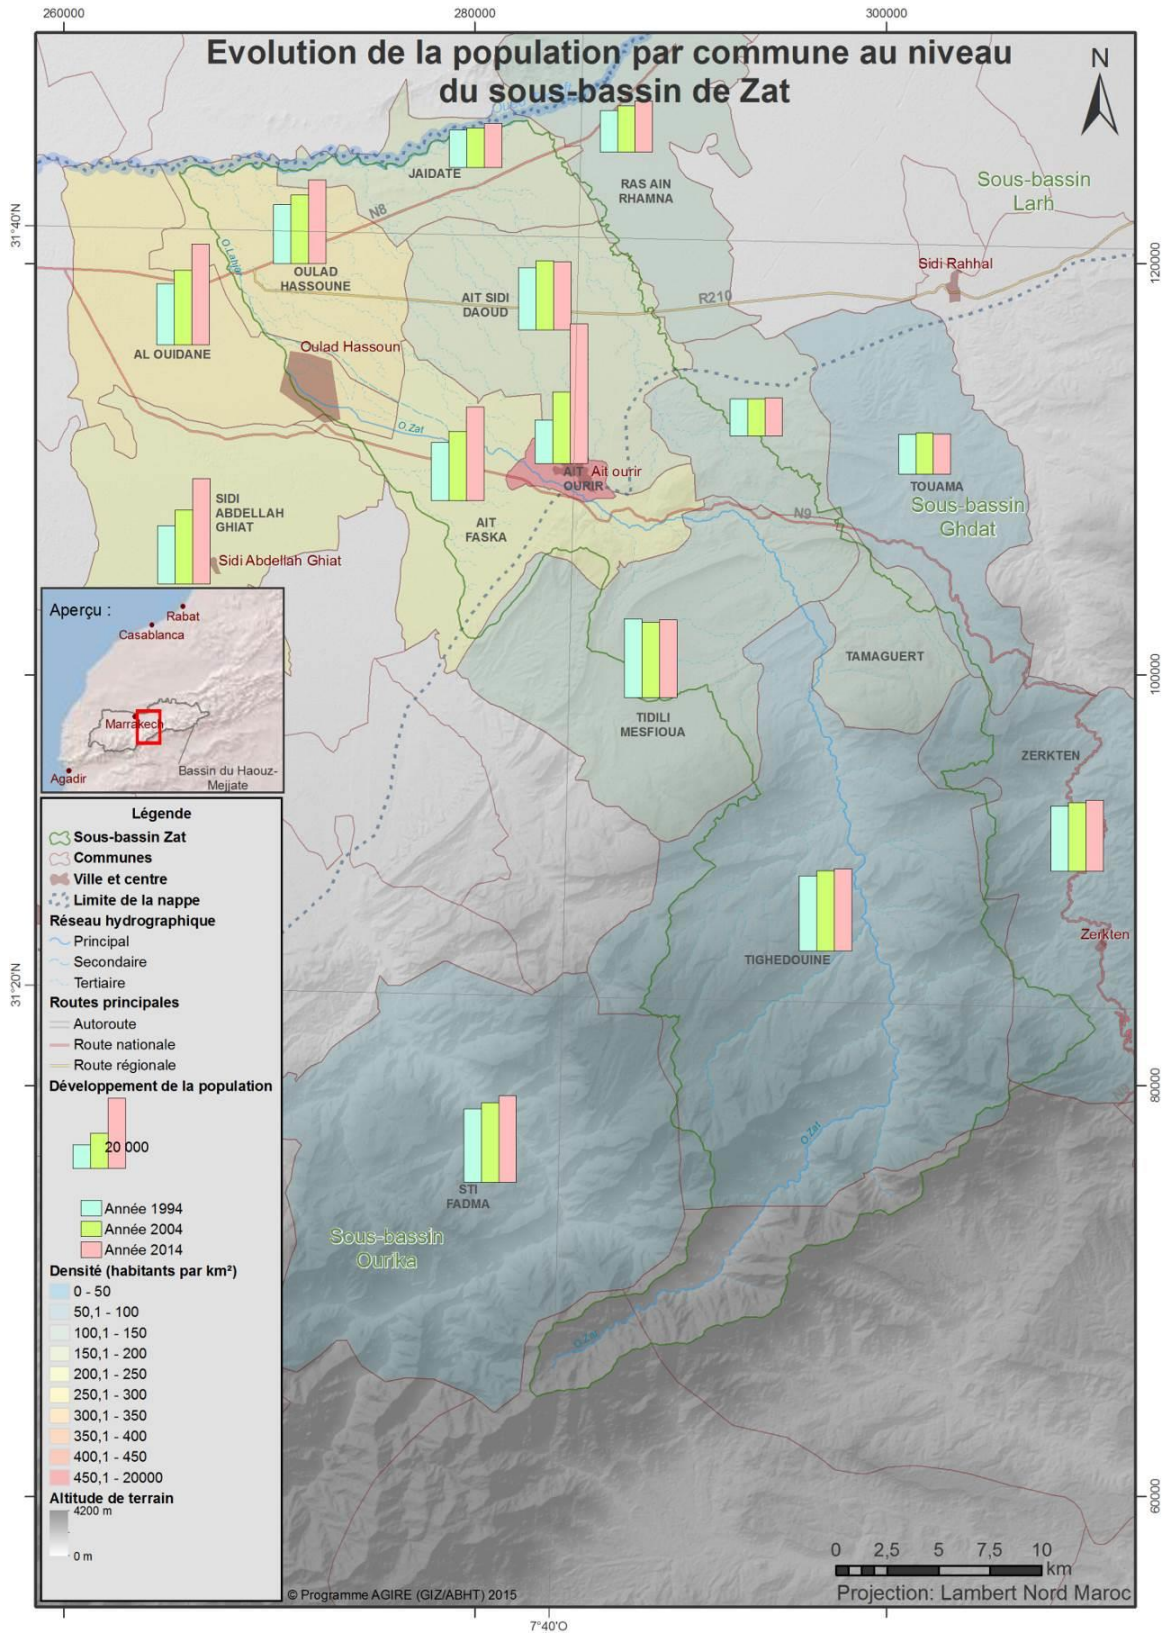 260000
280000
300000
Evolution de la population par commune au niveau
du sous-bassin de Zat
N
JAIDATE
RAS AIN
RHAMNA
Sous-bassin
Larh
N8
31°40'N
O.Lahjar
OULAD
HASSOUNE
AIT SIDI
DAOUD
R210
Sidi Rahhal
120000
AL OUIDANE
Oulad Hassoun
O.Zat
AIT
OURIR
Ait ourir
TOUAMA
Sous-bassin
Ghdat
SIDI
ABDELLAH
GHIAT
AIT
FASKA
N9
Sidi Abdellah Ghiat
Aperçu :
Rabat
Casablanca
Marrakech
Agadir
Bassin du Haouz-
Mejjate
TAMAGUERT
100000
TIDILI
MESFIOUA
ZERKTEN
Légende
Sous-bassin Zat
Communes
Ville et centre
Limite de la nappe
Réseau hydrographique
Principal
Secondaire
Tertiaire
Routes principales
Autoroute
Route nationale
Route régionale
Développement de la population
20 000
Année 1994
Année 2004
Année 2014
Densité (habitants par km²)
0 - 50
50,1 - 100
100,1 - 150
150,1 - 200
200,1 - 250
250,1 - 300
300,1 - 350
350,1 - 400
400,1 - 450
450,1 - 20000
Altitude de terrain
4200 m
0 m
TIGHEDOUINE
Zerkten
31°20'N
80000
O.Zat
STI
FADMA
Sous-bassin
Ourika
O.Zat
60000
0 2,5 5 7,5 10
km
© Programme AGIRE (GIZ/ABHT) 2015
Projection: Lambert Nord Maroc
7°40'O